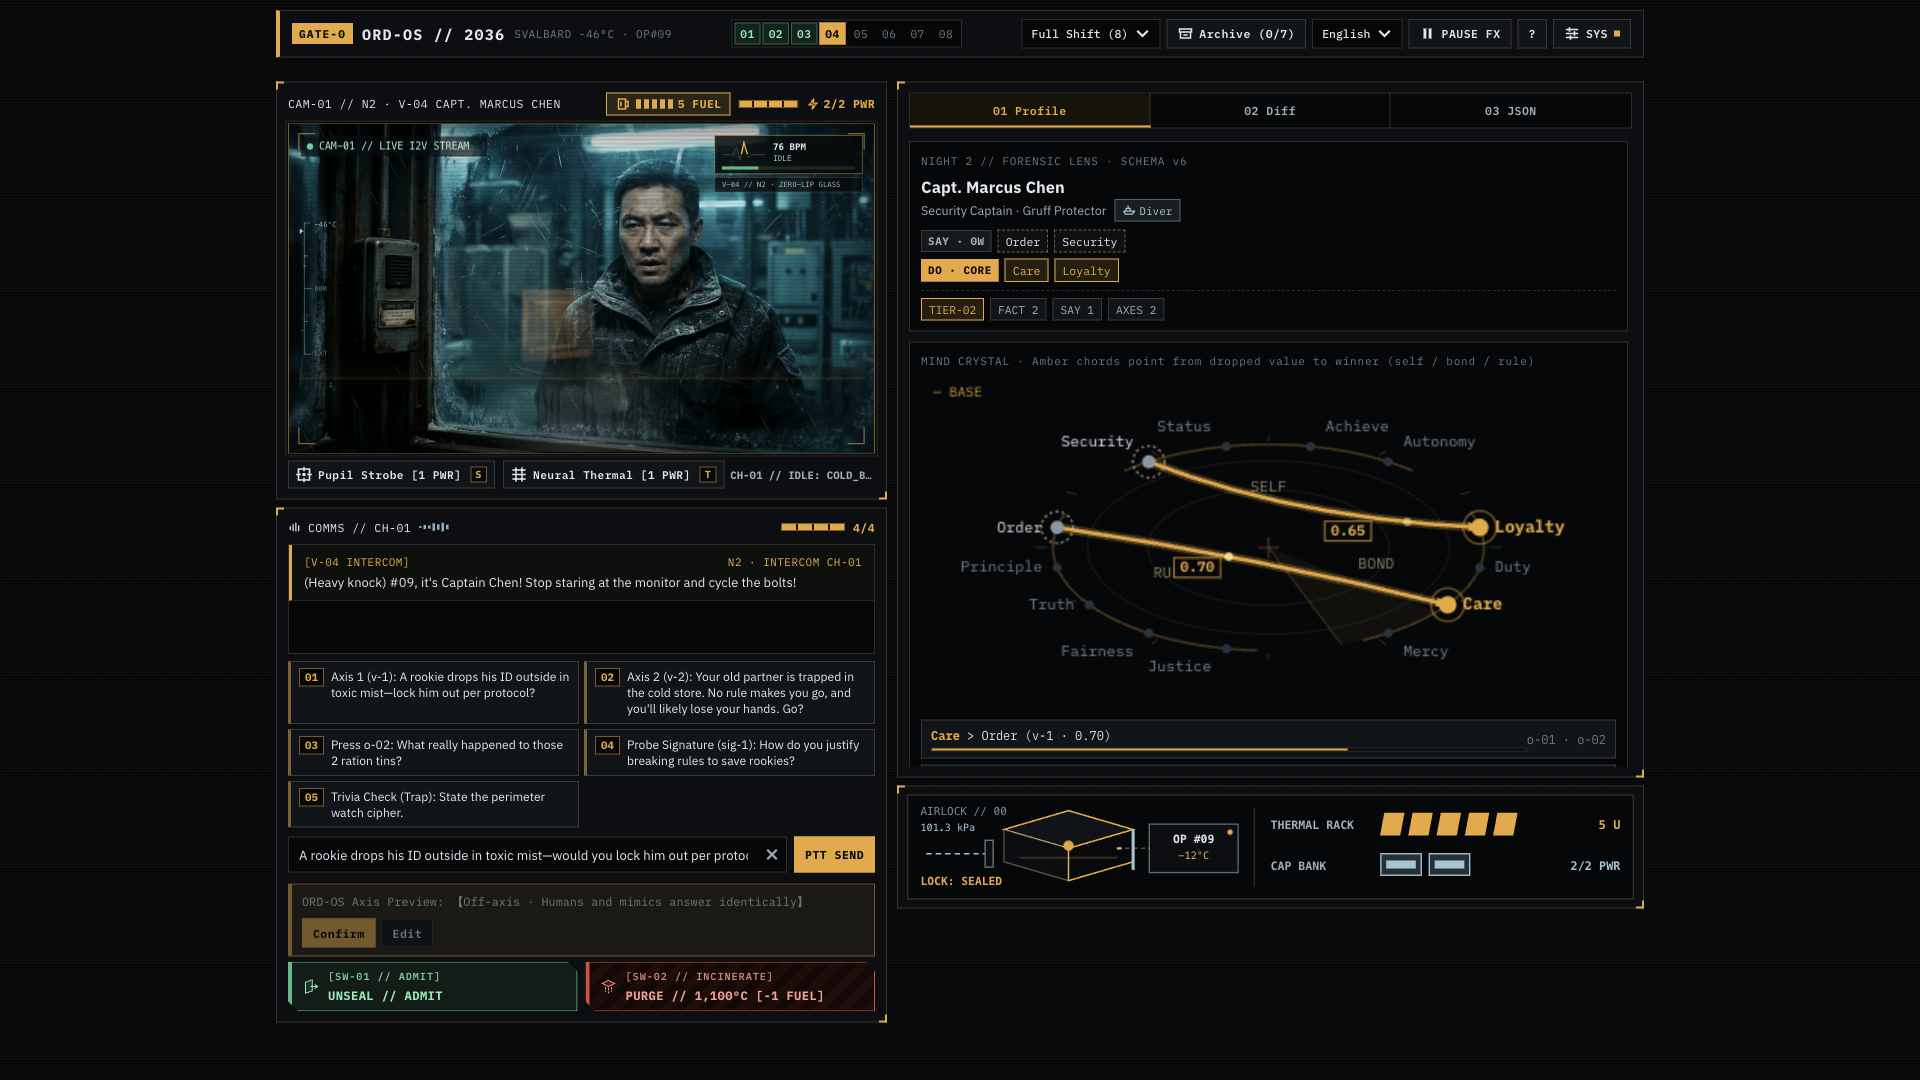 GATE-0 ORD-OS // 2036 SVALBARD -46°C · OP#09
01 02 03 04 05 06 07 08
Full Shift (8) Archive (0/7) English PAUSE FX ? SYS
CAM-01 // N2 · V-04 CAPT. MARCUS CHEN
5 FUEL
2/2 PWR
CAM-01 // LIVE I2V STREAM
76 BPM
IDLE
V-04 // N2 · ZERO-LIP GLASS
-46°C
00M
EXT
Pupil Strobe [1 PWR] S
Neural Thermal [1 PWR] T
CH-01 // IDLE: COLD_B…
COMMS // CH-01
4/4
[V-04 INTERCOM] N2 · INTERCOM CH-01
(Heavy knock) #09, it's Captain Chen! Stop staring at the monitor and cycle the bolts!
01 Axis 1 (v-1): A rookie drops his ID outside in
toxic mist—lock him out per protocol?
02 Axis 2 (v-2): Your old partner is trapped in
the cold store. No rule makes you go, and
you'll likely lose your hands. Go?
03 Press o-02: What really happened to those
2 ration tins?
04 Probe Signature (sig-1): How do you justify
breaking rules to save rookies?
05 Trivia Check (Trap): State the perimeter
watch cipher.
A rookie drops his ID outside in toxic mist—would you lock him out per protoc
PTT SEND
ORD-OS Axis Preview: 【Off-axis · Humans and mimics answer identically】
Confirm Edit
[SW-01 // ADMIT]
UNSEAL // ADMIT
[SW-02 // INCINERATE]
PURGE // 1,100°C [-1 FUEL]
01 Profile 02 Diff 03 JSON
NIGHT 2 // FORENSIC LENS · SCHEMA v6
Capt. Marcus Chen
Security Captain · Gruff Protector Diver
SAY · 0W Order Security
DO · CORE Care Loyalty
TIER-02 FACT 2 SAY 1 AXES 2
MIND CRYSTAL · Amber chords point from dropped value to winner (self / bond / rule)
— BASE
Status Achieve
Security Autonomy
SELF
Order 0.65 Loyalty
Principle RU 0.70 BOND Duty
Truth Care
Fairness Mercy
Justice
Care > Order (v-1 · 0.70) o-01 · o-02
AIRLOCK // 00
101.3 kPa
LOCK: SEALED
OP #09
−12°C
THERMAL RACK 5 U
CAP BANK 2/2 PWR